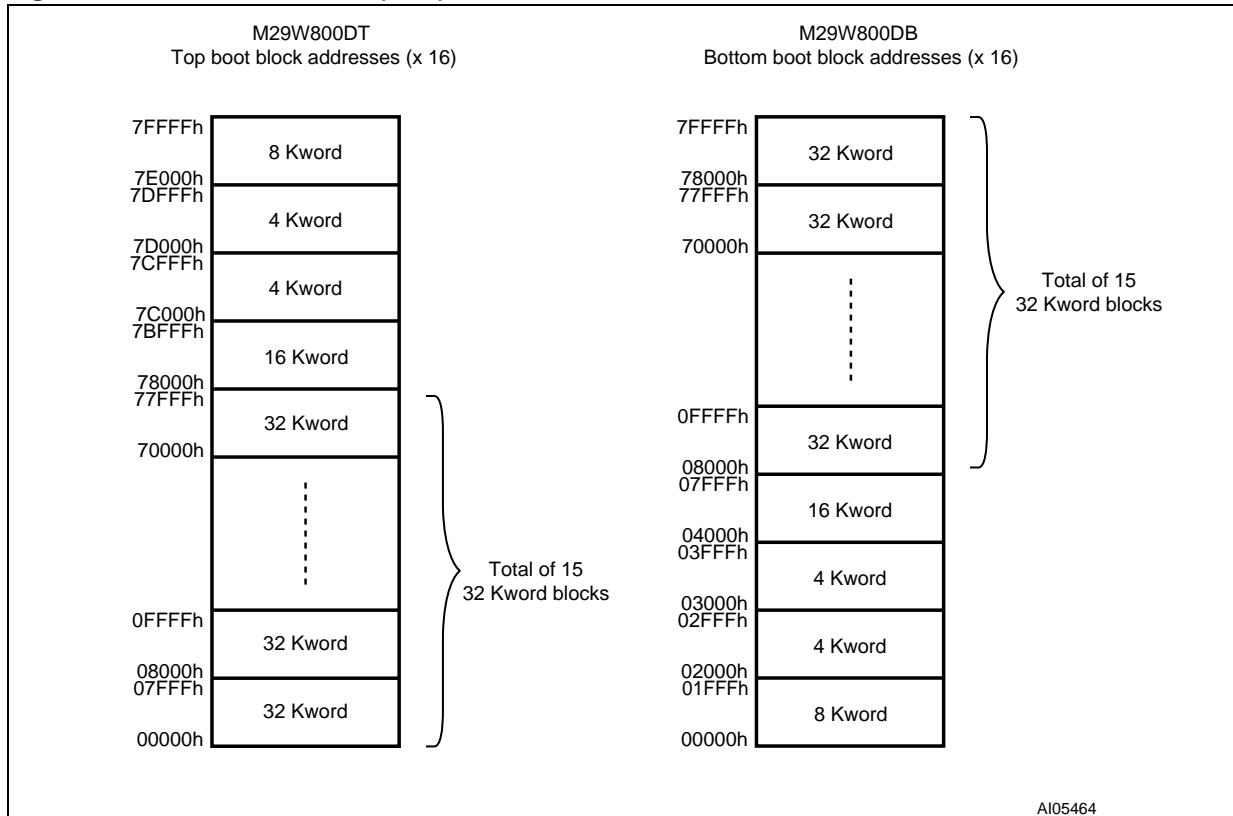 M29W800DT
Top boot block addresses (x 16)
7FFFFh
8 Kword
7E000h
7DFFFh
4 Kword
7D000h
7CFFFh
4 Kword
7C000h
7BFFFh
16 Kword
78000h
77FFFh
32 Kword
70000h
Total of 15
32 Kword blocks
0FFFFh
32 Kword
08000h
07FFFh
32 Kword
00000h
M29W800DB
Bottom boot block addresses (x 16)
7FFFFh
32 Kword
78000h
77FFFh
32 Kword
70000h
Total of 15
32 Kword blocks
0FFFFh
32 Kword
08000h
07FFFh
16 Kword
04000h
03FFFh
4 Kword
03000h
02FFFh
4 Kword
02000h
01FFFh
8 Kword
00000h
AI05464